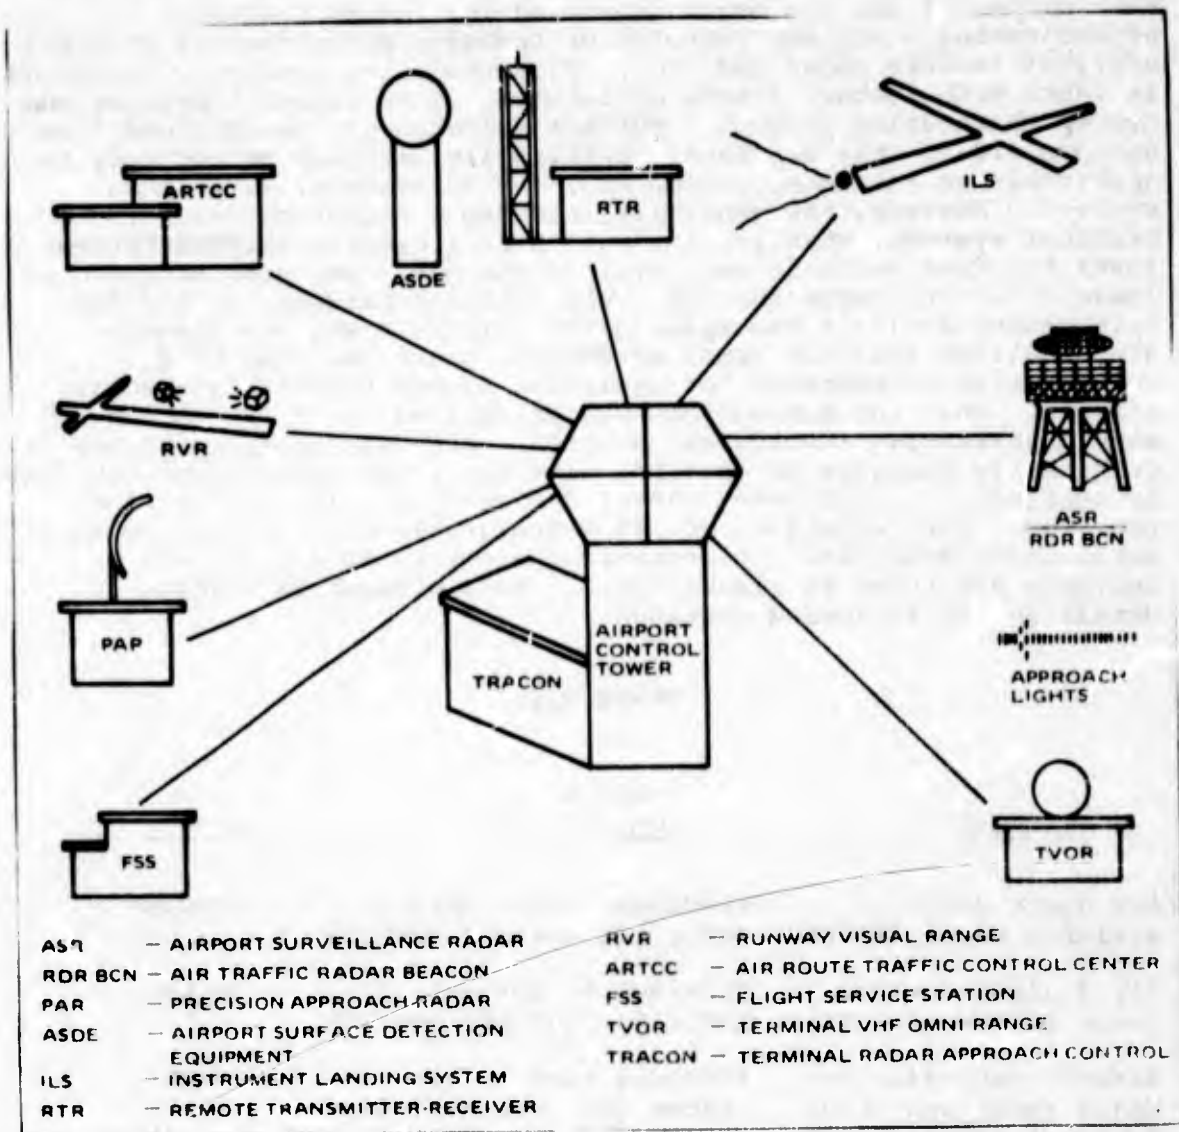 ARTCC
ASDE
RTR
ILS
RVR
ASR
RDR BCN
PAP
AIRPORT
CONTROL
TOWER
TRACON
APPROACH
LIGHTS
FSS
TVOR
ASR — AIRPORT SURVEILLANCE RADAR
RDR BCN — AIR TRAFFIC RADAR BEACON
PAR — PRECISION APPROACH RADAR
ASDE — AIRPORT SURFACE DETECTION
EQUIPMENT
ILS — INSTRUMENT LANDING SYSTEM
RTR — REMOTE TRANSMITTER-RECEIVER
RVR — RUNWAY VISUAL RANGE
ARTCC — AIR ROUTE TRAFFIC CONTROL CENTER
FSS — FLIGHT SERVICE STATION
TVOR — TERMINAL VHF OMNI RANGE
TRACON — TERMINAL RADAR APPROACH CONTROL